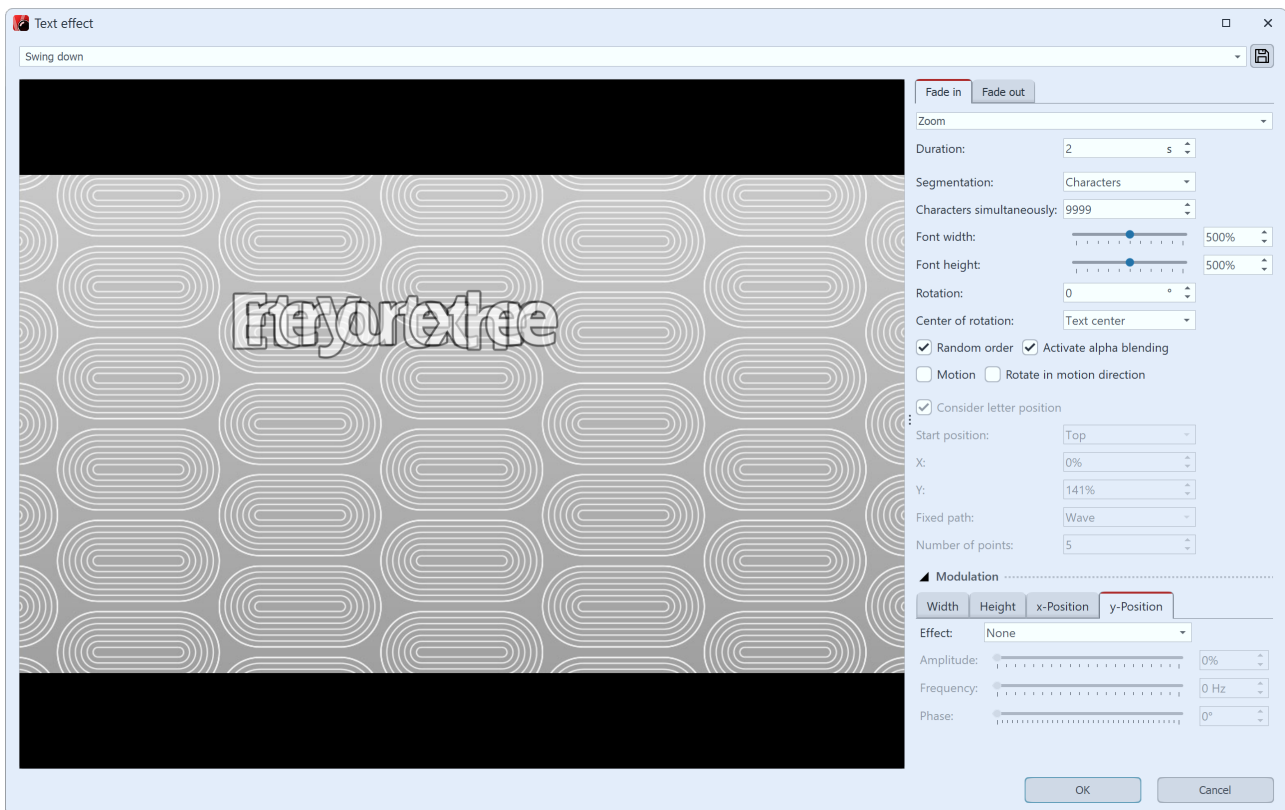 Text effect
Swing down
Fade in Fade out
Zoom
Duration: 2 s
Segmentation: Characters
Characters simultaneously: 9999
Font width: 500%
Font height: 500%
Rotation: 0 °
Center of rotation: Text center
Random order Activate alpha blending
Motion Rotate in motion direction
Consider letter position
Start position: Top
X: 0%
Y: 141%
Fixed path: Wave
Number of points: 5
Modulation
Width Height x-Position y-Position
Effect: None
Amplitude: 0%
Frequency: 0 Hz
Phase: 0°
OK Cancel